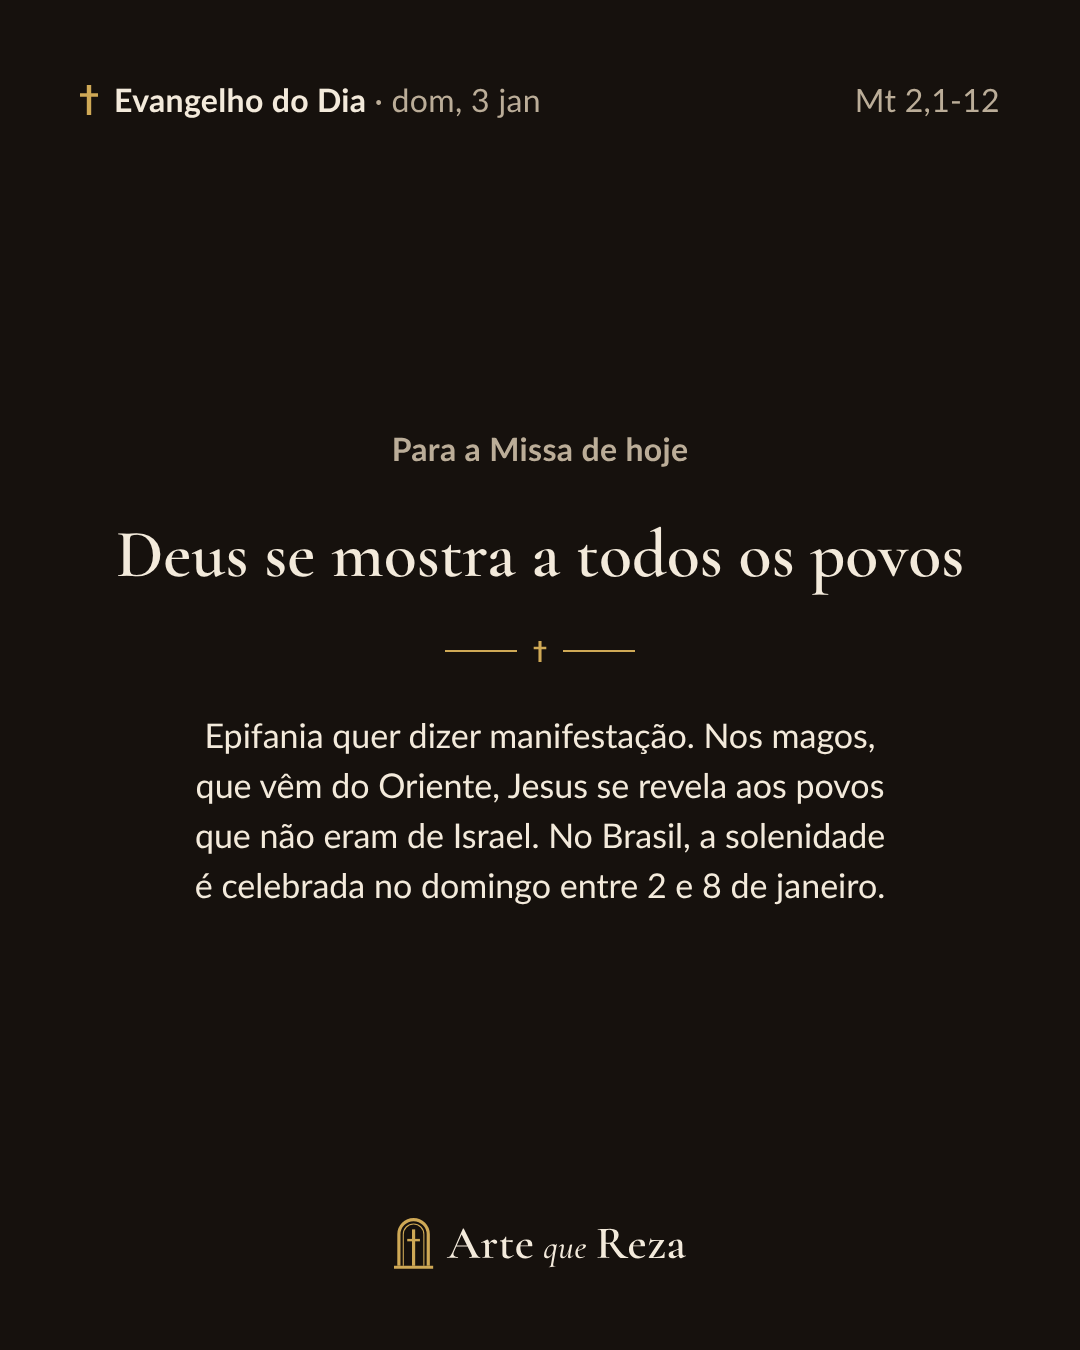 † Evangelho do Dia · dom, 3 jan
Mt 2,1-12
Para a Missa de hoje
Deus se mostra a todos os povos
Epifania quer dizer manifestação. Nos magos,
que vêm do Oriente, Jesus se revela aos povos
que não eram de Israel. No Brasil, a solenidade
é celebrada no domingo entre 2 e 8 de janeiro.
Arte que Reza